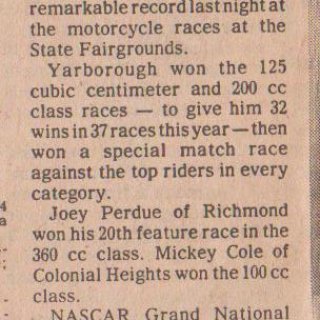 remarkable record last night at
the motorcycle races at the
State Fairgrounds.
Yarborough won the 125
cubic centimeter and 200 cc
class races — to give him 32
wins in 37 races this year — then
won a special match race
against the top riders in every
category.
Joey Perdue of Richmond
won his 20th feature race in the
360 cc class. Mickey Cole of
Colonial Heights won the 100 cc
class.
NASCAR Grand National